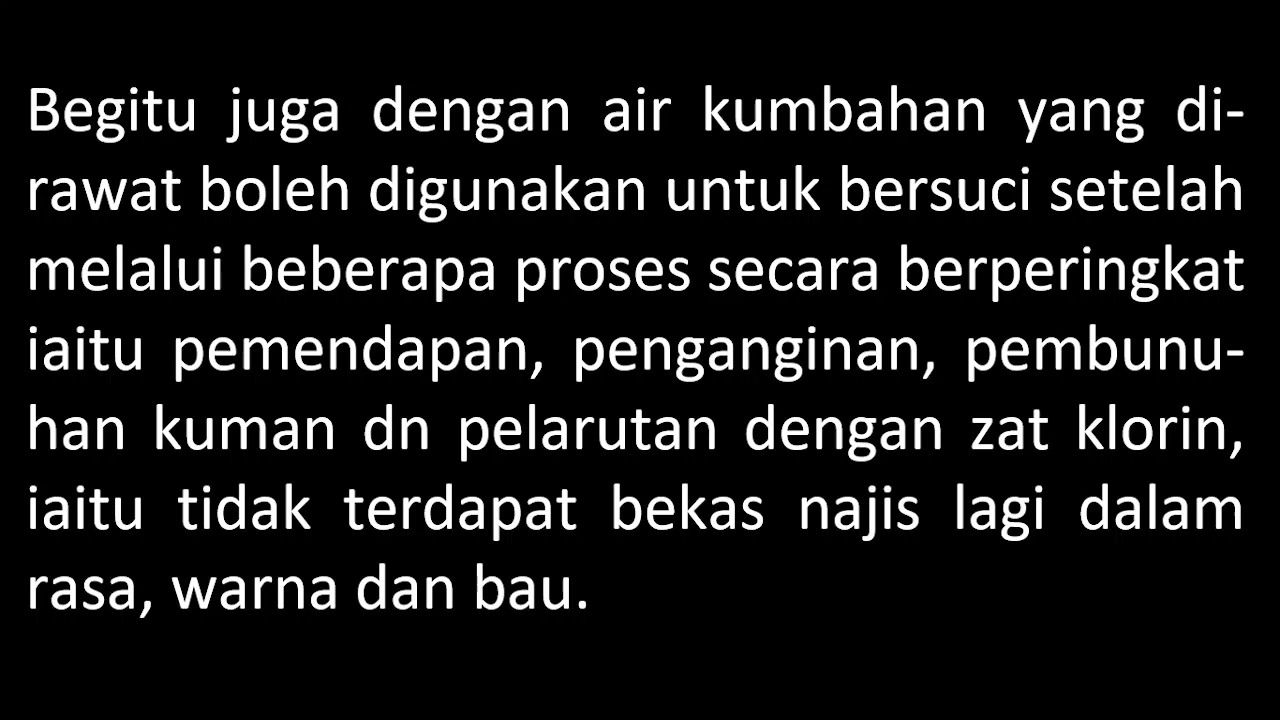 Begitu juga dengan air kumbahan yang di-
rawat boleh digunakan untuk bersuci setelah
melalui beberapa proses secara berperingkat
iaitu pemendapan, penganginan, pembunu-
han kuman dn pelarutan dengan zat klorin,
iaitu tidak terdapat bekas najis lagi dalam
rasa, warna dan bau.